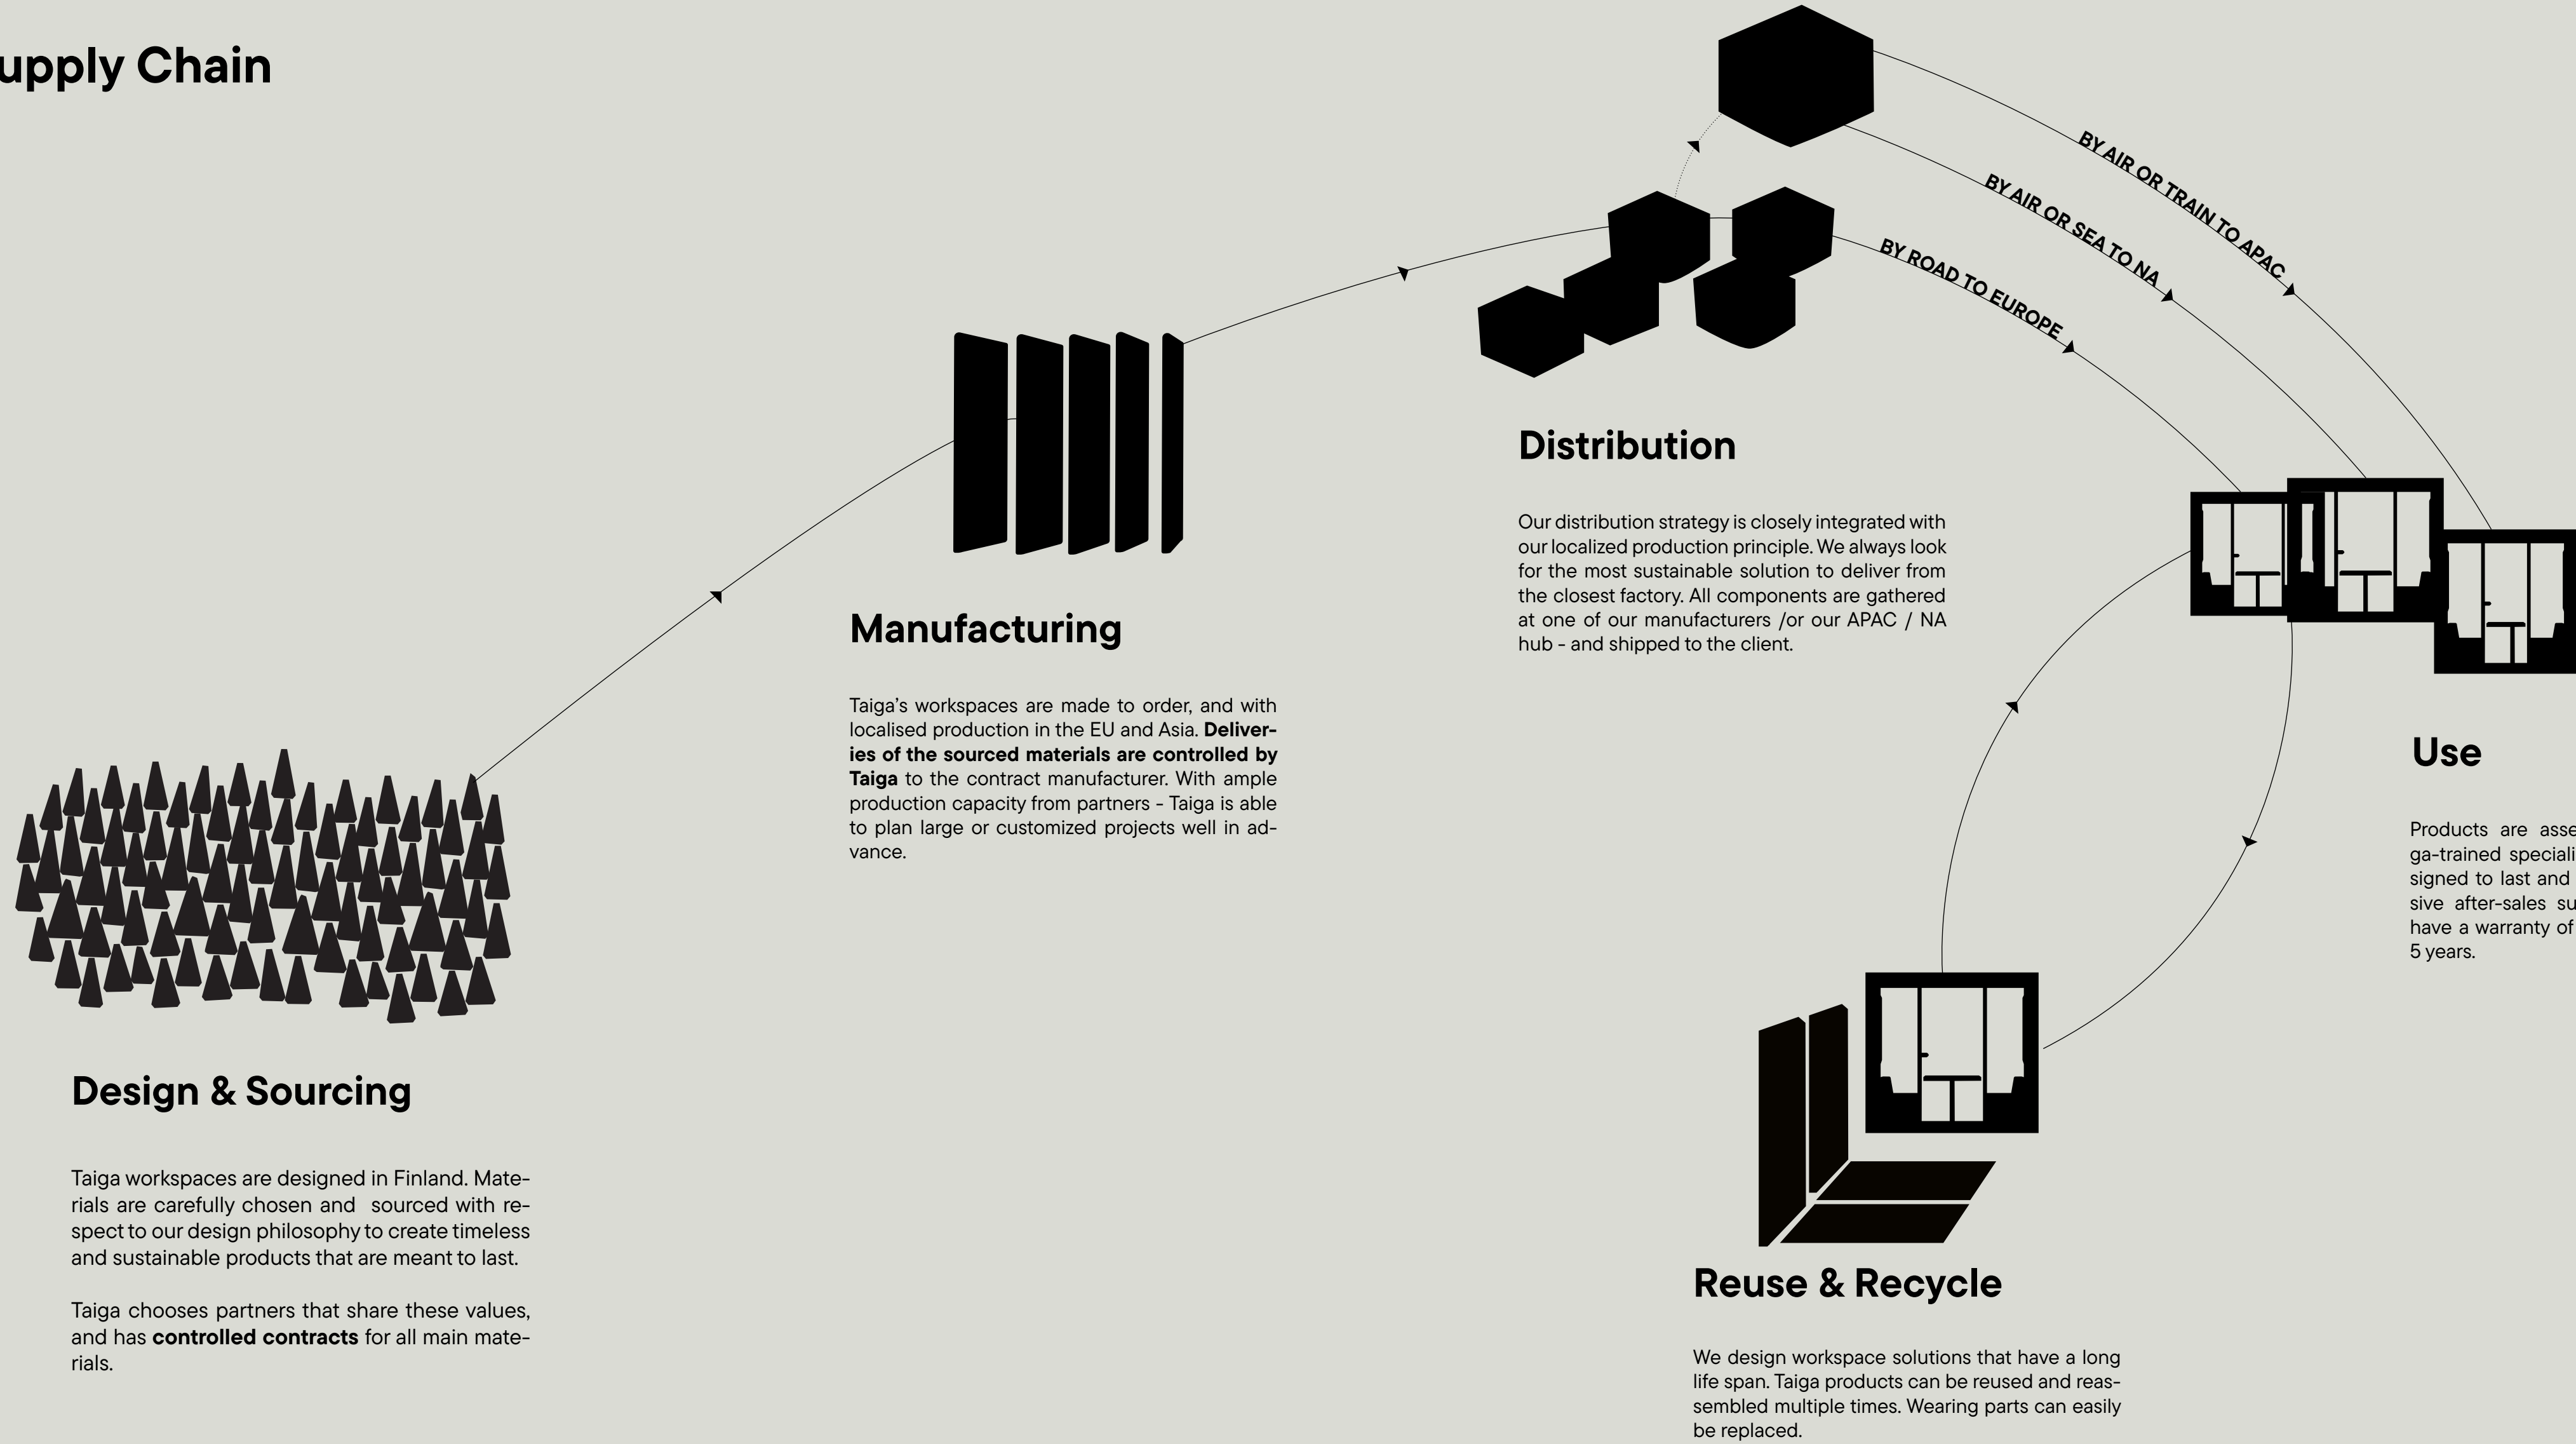 upply Chain
BY AIR OR TRAIN TO APAC
BY AIR OR SEA TO NA
BY ROAD TO EUROPE
Design & Sourcing
Taiga workspaces are designed in Finland. Mate-
rials are carefully chosen and  sourced with re-
spect to our design philosophy to create timeless
and sustainable products that are meant to last.
Taiga chooses partners that share these values,
and has controlled contracts for all main mate-
rials.
Manufacturing
Taiga’s workspaces are made to order, and with
localised production in the EU and Asia. Deliver-
ies of the sourced materials are controlled by
Taiga to the contract manufacturer. With ample
production capacity from partners - Taiga is able
to plan large or customized projects well in ad-
vance.
Distribution
Our distribution strategy is closely integrated with
our localized production principle. We always look
for the most sustainable solution to deliver from
the closest factory. All components are gathered
at one of our manufacturers /or our APAC / NA
hub - and shipped to the client.
Use
Products are asse
ga-trained speciali
signed to last and
sive after-sales su
have a warranty of
5 years.
Reuse & Recycle
We design workspace solutions that have a long
life span. Taiga products can be reused and reas-
sembled multiple times. Wearing parts can easily
be replaced.